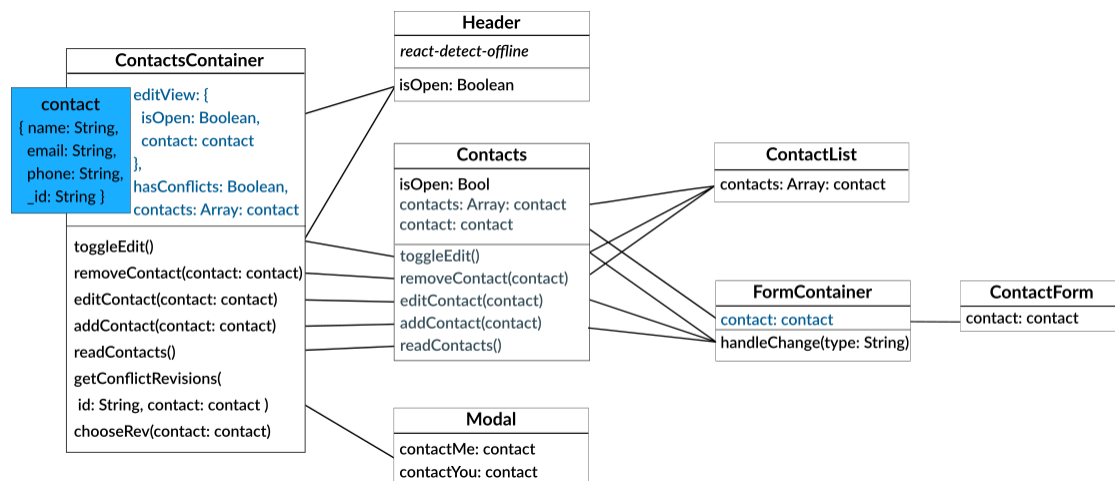 ContactsContainer
contact
{ name: String,
email: String,
phone: String,
_id: String }
editView: {
isOpen: Boolean,
contact: contact
},
hasConflicts: Boolean,
contacts: Array: contact
toggleEdit()
removeContact(contact: contact)
editContact(contact: contact)
addContact(contact: contact)
readContacts()
getConflictRevisions(
id: String, contact: contact )
chooseRev(contact: contact)
Header
react-detect-offline
isOpen: Boolean
Contacts
isOpen: Bool
contacts: Array: contact
contact: contact
toggleEdit()
removeContact(contact)
editContact(contact)
addContact(contact)
readContacts()
Modal
contactMe: contact
contactYou: contact
ContactList
contacts: Array: contact
FormContainer
contact: contact
handleChange(type: String)
ContactForm
contact: contact